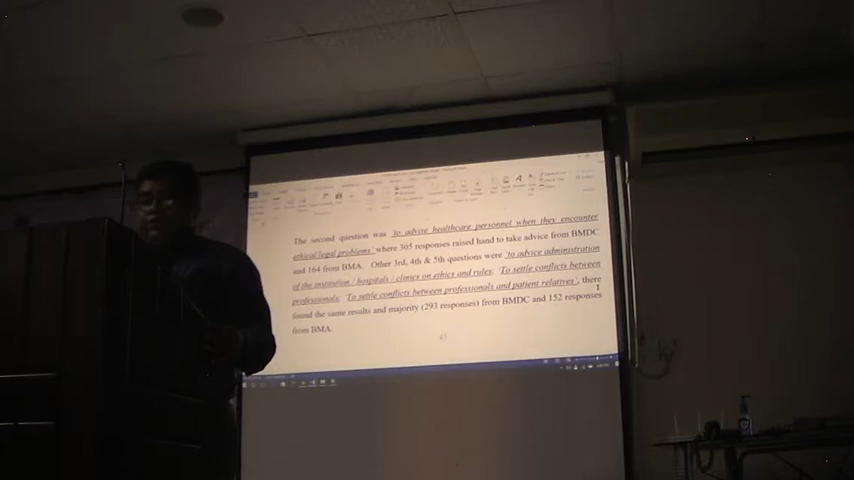 The second question was 'to advise healthcare personnel when they encounter
ethical/legal problems' where 305 responses raised hand to take advice from BMDC
and 164 from BMA. Other 3rd, 4th & 5th questions were 'to advice administration
of the institution / hospitals / clinics on ethics and rules; 'To settle conflicts between
professionals; 'To settle conflicts between professionals and patient relatives', there
found the same results and majority (293 responses) from BMDC and 152 responses
from BMA.